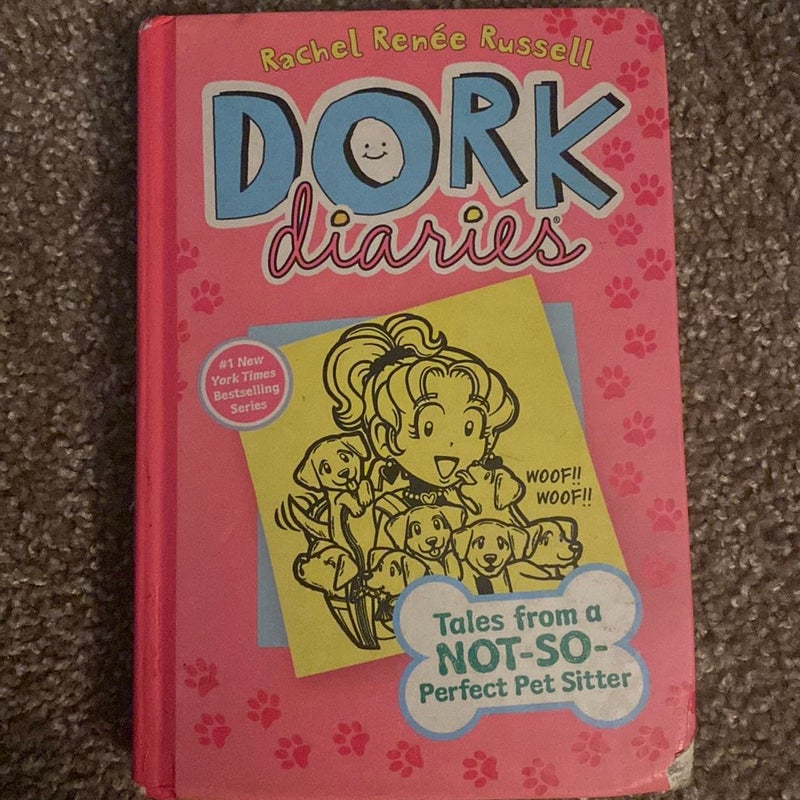 Rachel Renée Russell
DORK
diaries®
#1 New
York Times
Bestselling
Series
WOOF!!
WOOF!!
Tales from a
NOT-SO-
Perfect Pet Sitter